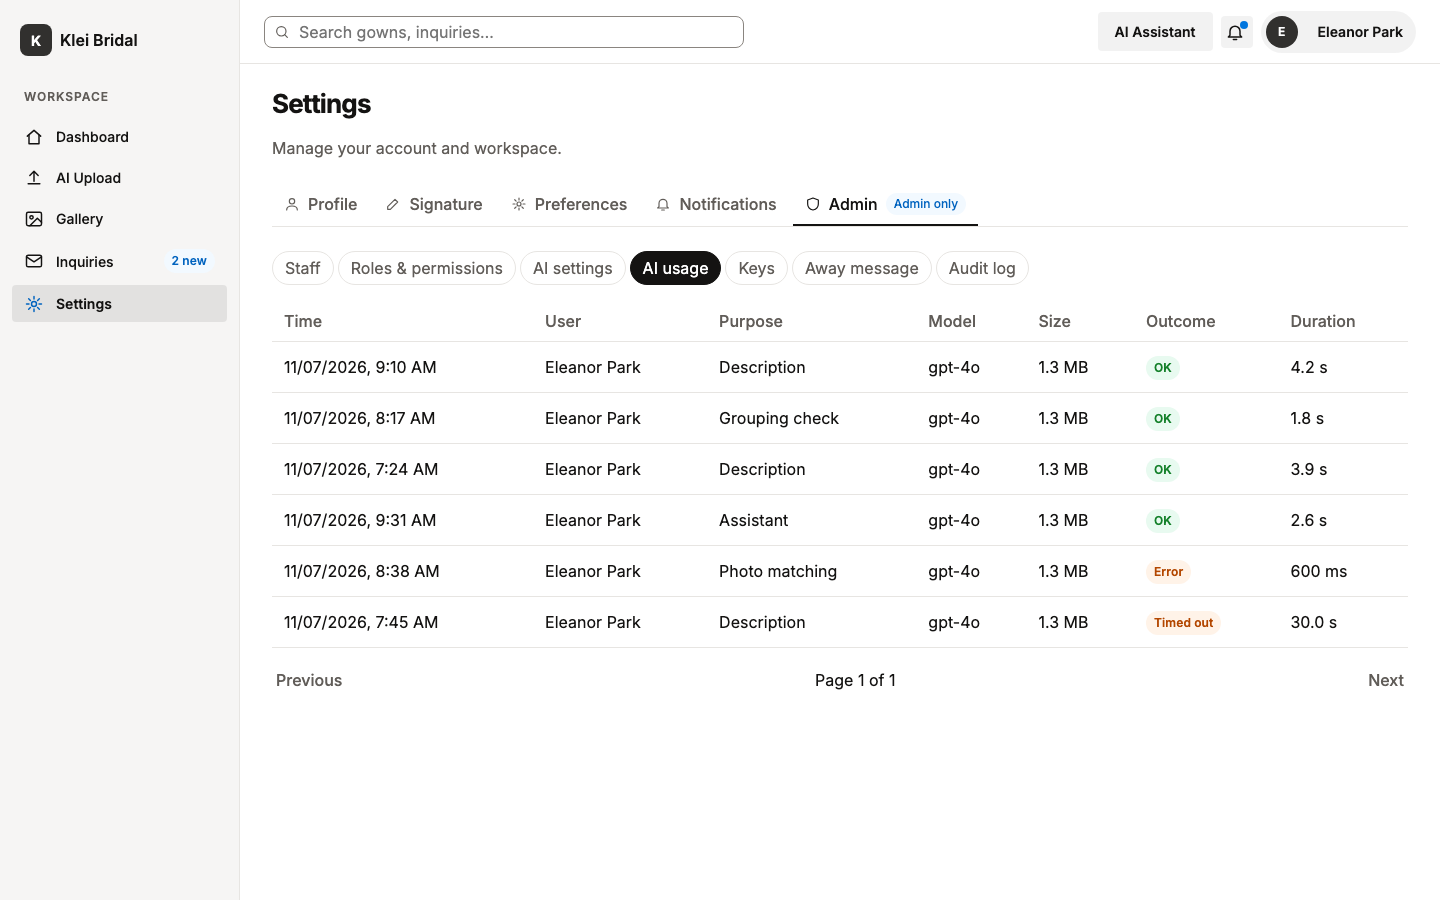 K Klei Bridal
Search gowns, inquiries...
AI Assistant
E Eleanor Park
WORKSPACE
Dashboard
AI Upload
Gallery
Inquiries 2 new
Settings
Settings
Manage your account and workspace.
Profile Signature Preferences Notifications Admin Admin only
Staff Roles & permissions AI settings AI usage Keys Away message Audit log
Time User Purpose Model Size Outcome Duration
11/07/2026, 9:10 AM Eleanor Park Description gpt-4o 1.3 MB OK 4.2 s
11/07/2026, 8:17 AM Eleanor Park Grouping check gpt-4o 1.3 MB OK 1.8 s
11/07/2026, 7:24 AM Eleanor Park Description gpt-4o 1.3 MB OK 3.9 s
11/07/2026, 9:31 AM Eleanor Park Assistant gpt-4o 1.3 MB OK 2.6 s
11/07/2026, 8:38 AM Eleanor Park Photo matching gpt-4o 1.3 MB Error 600 ms
11/07/2026, 7:45 AM Eleanor Park Description gpt-4o 1.3 MB Timed out 30.0 s
Previous Page 1 of 1 Next